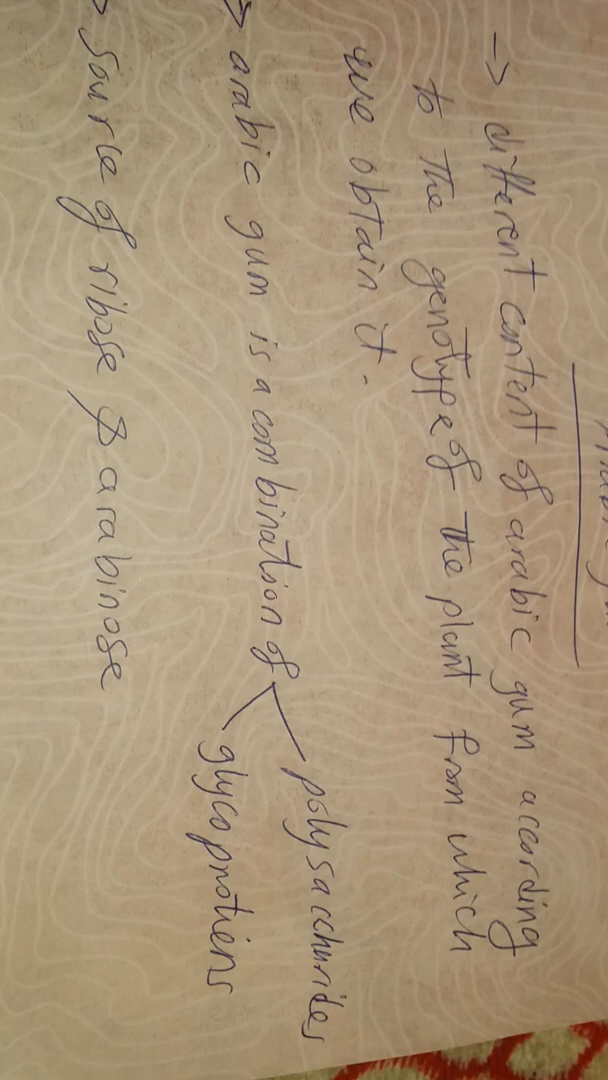 -> different content of arabic gum according
to the genotype of the plant from which
we obtain it.
-> arabic gum is a combination of polysaccharides
glycoprotiens
-> source of ribose & arabinose